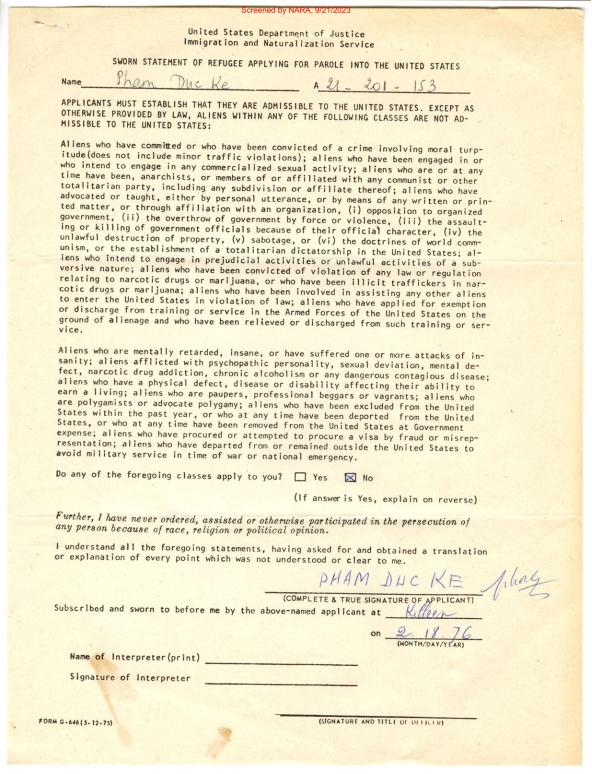 Screened by NARA, 9/21/2023
United States Department of Justice
Immigration and Naturalization Service
SWORN STATEMENT OF REFUGEE APPLYING FOR PAROLE INTO THE UNITED STATES
Name Pham Duc Ke A 21-201-153
APPLICANTS MUST ESTABLISH THAT THEY ARE ADMISSIBLE TO THE UNITED STATES. EXCEPT AS
OTHERWISE PROVIDED BY LAW, ALIENS WITHIN ANY OF THE FOLLOWING CLASSES ARE NOT AD-
MISSIBLE TO THE UNITED STATES:
Aliens who have committed or who have been convicted of a crime involving moral turp-
itude(does not include minor traffic violations); aliens who have been engaged in or
who intend to engage in any commercialized sexual activity; aliens who are or at any
time have been, anarchists, or members of or affiliated with any communist or other
totalitarian party, including any subdivision or affiliate thereof; aliens who have
advocated or taught, either by personal utterance, or by means of any written or prin-
ted matter, or through affiliation with an organization, (i) opposition to organized
government, (ii) the overthrow of government by force or violence, (iii) the assault-
ing or killing of government officials because of their official character, (iv) the
unlawful destruction of property, (v) sabotage, or (vi) the doctrines of world comm-
unism, or the establishment of a totalitarian dictatorship in the United States; al-
iens who intend to engage in prejudicial activities or unlawful activities of a sub-
versive nature; aliens who have been convicted of violation of any law or regulation
relating to narcotic drugs or marijuana, or who have been illicit traffickers in nar-
cotic drugs or marijuana; aliens who have been involved in assisting any other aliens
to enter the United States in violation of law; aliens who have applied for exemption
or discharge from training or service in the Armed Forces of the United States on the
ground of alienage and who have been relieved or discharged from such training or ser-
vice.
Aliens who are mentally retarded, insane, or have suffered one or more attacks of in-
sanity; aliens afflicted with psychopathic personality, sexual deviation, mental de-
fect, narcotic drug addiction, chronic alcoholism or any dangerous contagious disease;
aliens who have a physical defect, disease or disability affecting their ability to
earn a living; aliens who are paupers, professional beggars or vagrants; aliens who
are polygamists or advocate polygamy; aliens who have been excluded from the United
States within the past year, or who at any time have been deported from the United
States, or who at any time have been removed from the United States at Government
expense; aliens who have procured or attempted to procure a visa by fraud or misrep-
resentation; aliens who have departed from or remained outside the United States to
avoid military service in time of war or national emergency.
Do any of the foregoing classes apply to you? ☐ Yes ☒ No
(If answer is Yes, explain on reverse)
Further, I have never ordered, assisted or otherwise participated in the persecution of
any person because of race, religion or political opinion.
I understand all the foregoing statements, having asked for and obtained a translation
or explanation of every point which was not understood or clear to me.
PHAM DUC KE
(COMPLETE & TRUE SIGNATURE OF APPLICANT)
Subscribed and sworn to before me by the above-named applicant at Killeen
on 2.18.76
(MONTH/DAY/YEAR)
Name of Interpreter(print)
Signature of Interpreter
FORM G-646(5-12-75)
(SIGNATURE AND TITLE OF OFFICER)